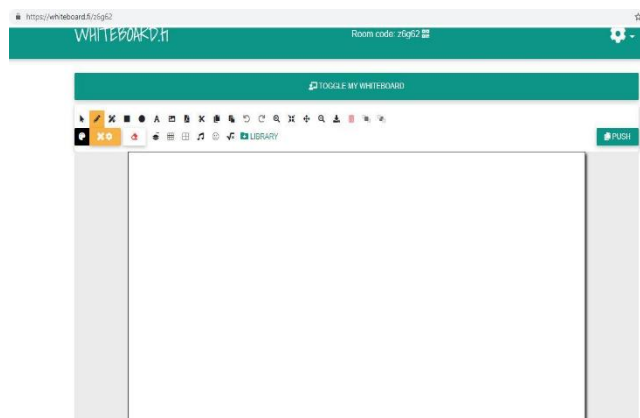 https://whiteboard.fi/z6g62
WHITEBOARD.fi
Room code: z6g62
TOGGLE MY WHITEBOARD
LIBRARY
PUSH